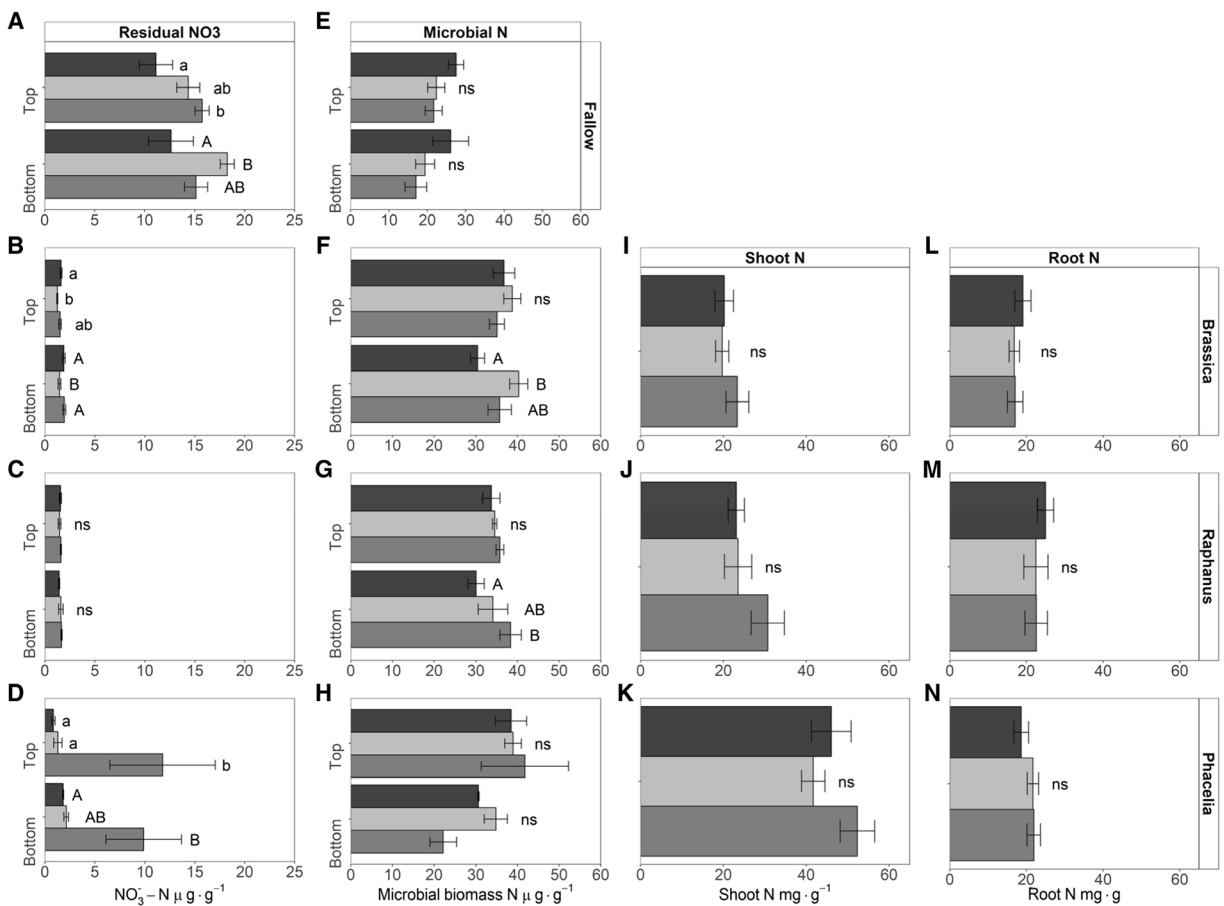 A
Residual NO3
E
Microbial N
Top
Bottom
a
ab
b
A
B
AB
0 5 10 15 20 25
Top
Bottom
ns
ns
0 10 20 30 40 50 60
Fallow
B
Top
Bottom
a
b
ab
A
B
A
0 5 10 15 20 25
F
Top
Bottom
ns
A
B
AB
0 10 20 30 40 50 60
I
Shoot N
ns
0 20 40 60
L
Root N
ns
0 20 40 60
Brassica
C
Top
Bottom
ns
ns
0 5 10 15 20 25
G
Top
Bottom
ns
A
AB
B
0 10 20 30 40 50 60
J
ns
0 20 40 60
M
ns
0 20 40 60
Raphanus
D
Top
Bottom
a
a
b
A
AB
B
0 5 10 15 20 25
NO₃⁻ – N μ g · g⁻¹
H
Top
Bottom
ns
ns
0 10 20 30 40 50 60
Microbial biomass N μ g · g⁻¹
K
ns
0 20 40 60
Shoot N mg · g⁻¹
N
ns
0 20 40 60
Root N mg · g
Phacelia